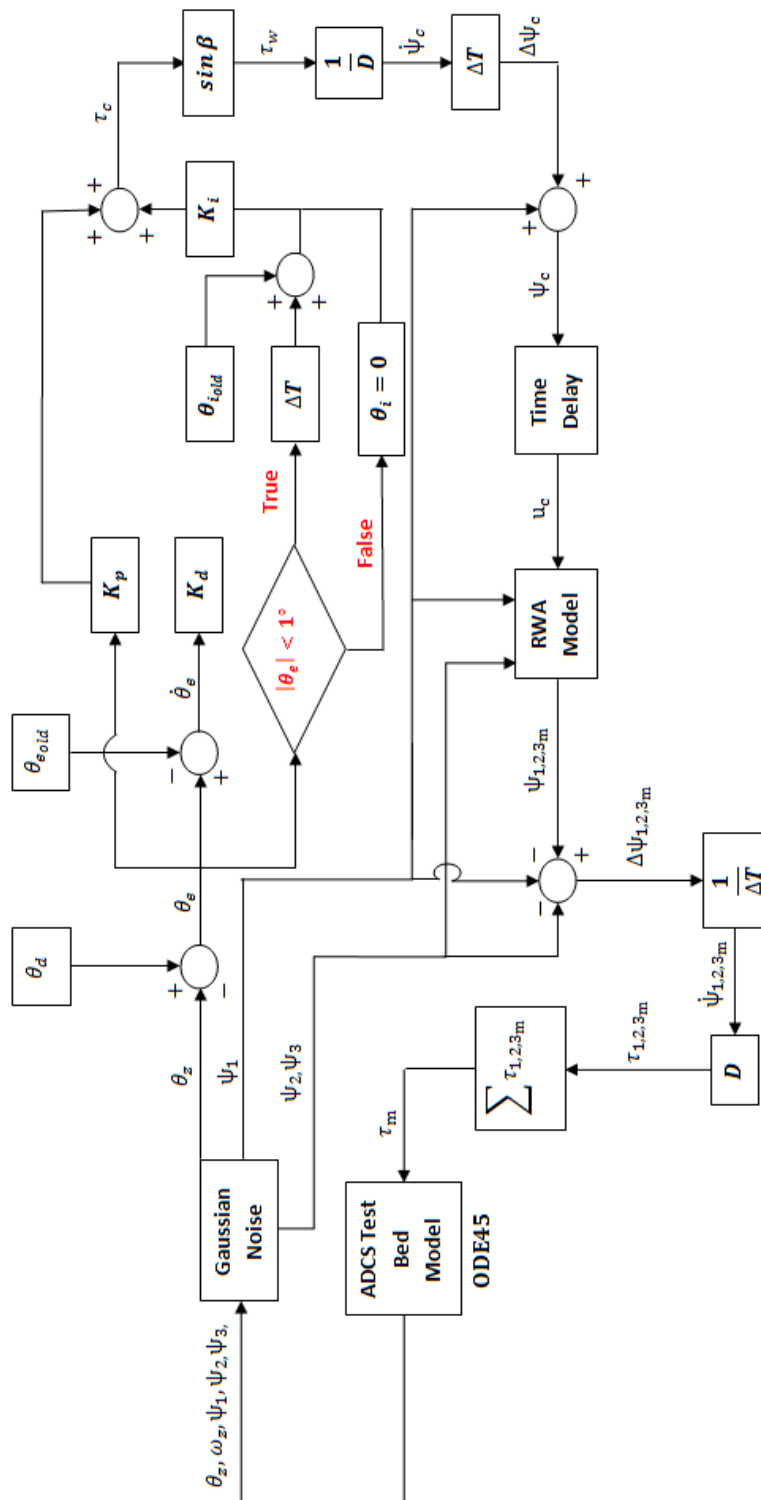 θ_z, ω_z, ψ_1, ψ_2, ψ_3,
Gaussian
Noise
θ_z
θ_d
+
−
θ_e
θ_e_old
−
+
θ̇_e
K_p
K_d
|θ_e| < 1°
True
False
ΔT
θ_i_old
θ_i = 0
+
+
K_i
+
+
+
τ_c
sin β
τ_w
1
D
ψ̇_c
ΔT
Δψ_c
ψ_1
+
+
ψ_c
Time
Delay
u_c
RWA
Model
ψ_1,2,3m
ψ_2, ψ_3
−
−
+
Δψ_1,2,3m
1
ΔT
ψ̇_1,2,3m
D
τ_1,2,3m
∑ τ_1,2,3m
τ_m
ADCS Test
Bed
Model
ODE45